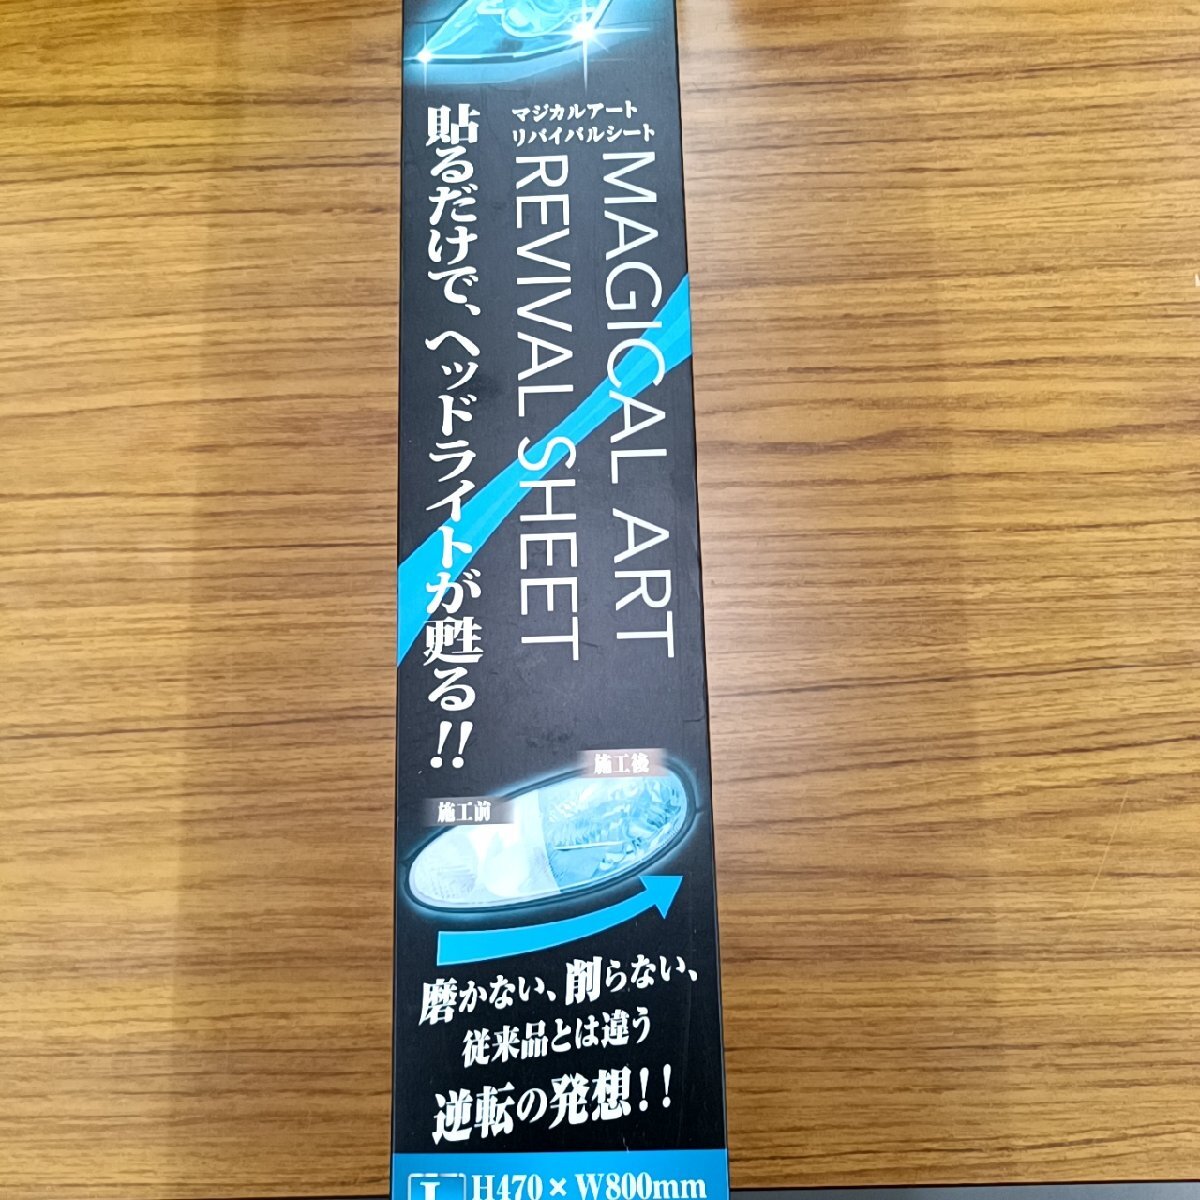 マジカルアート
リバイバルシート
MAGICAL ART
REVIVAL SHEET
貼るだけで、ヘッドライトが甦る!!
施工後
施工前
磨かない、削らない、
従来品とは違う
逆転の発想!!
L H470×W800mm